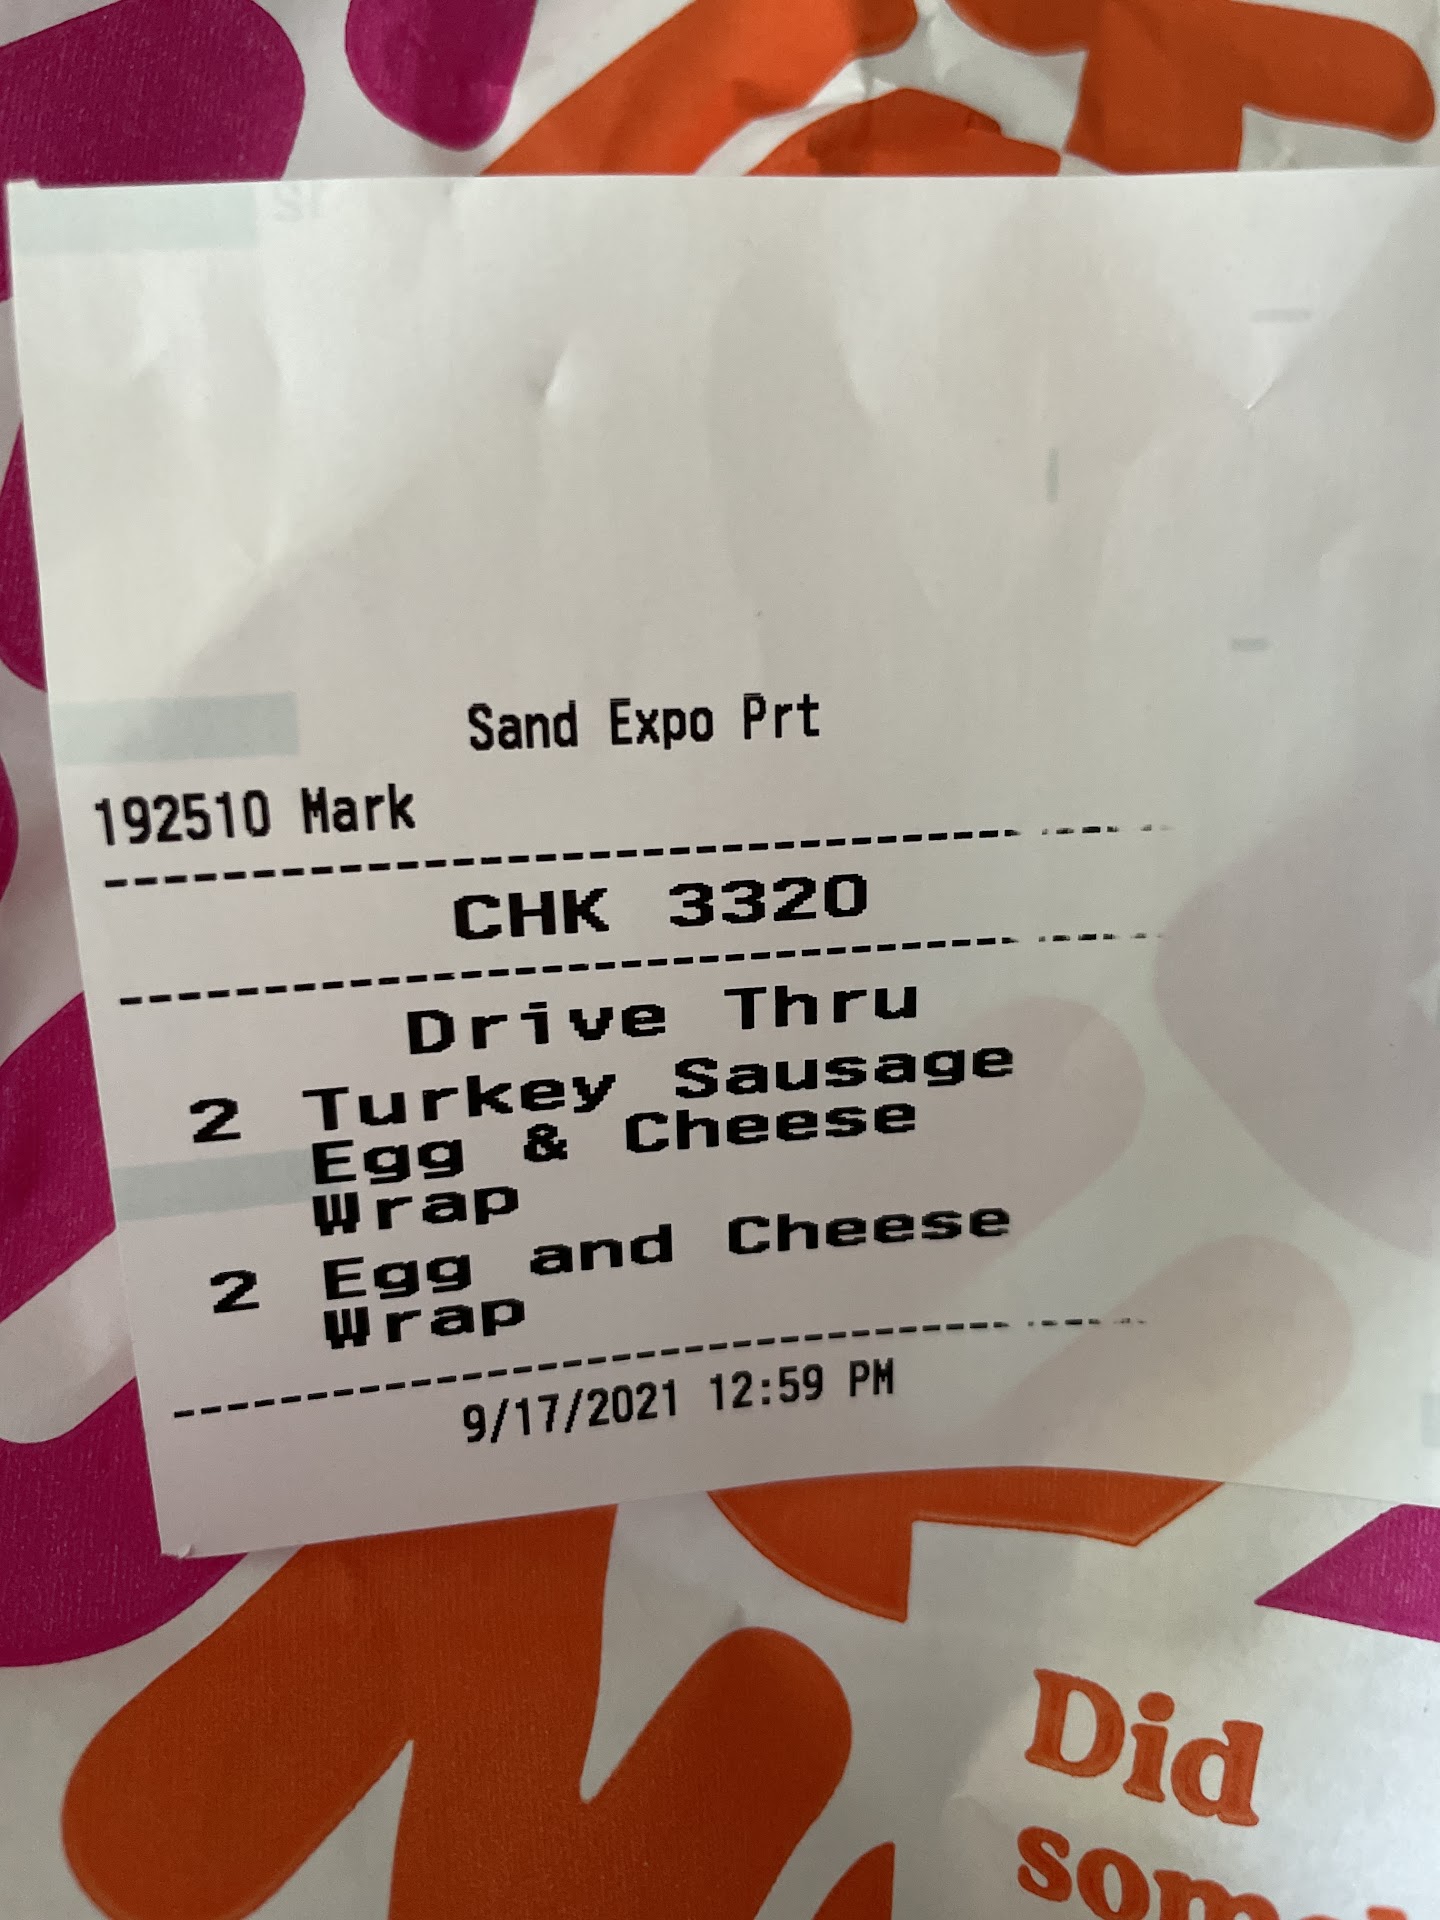 Sand Expo Prt
192510 Mark
CHK 3320
Drive Thru
2 Turkey Sausage
Egg & Cheese
Wrap
2 Egg and Cheese
Wrap
9/17/2021 12:59 PM
Did